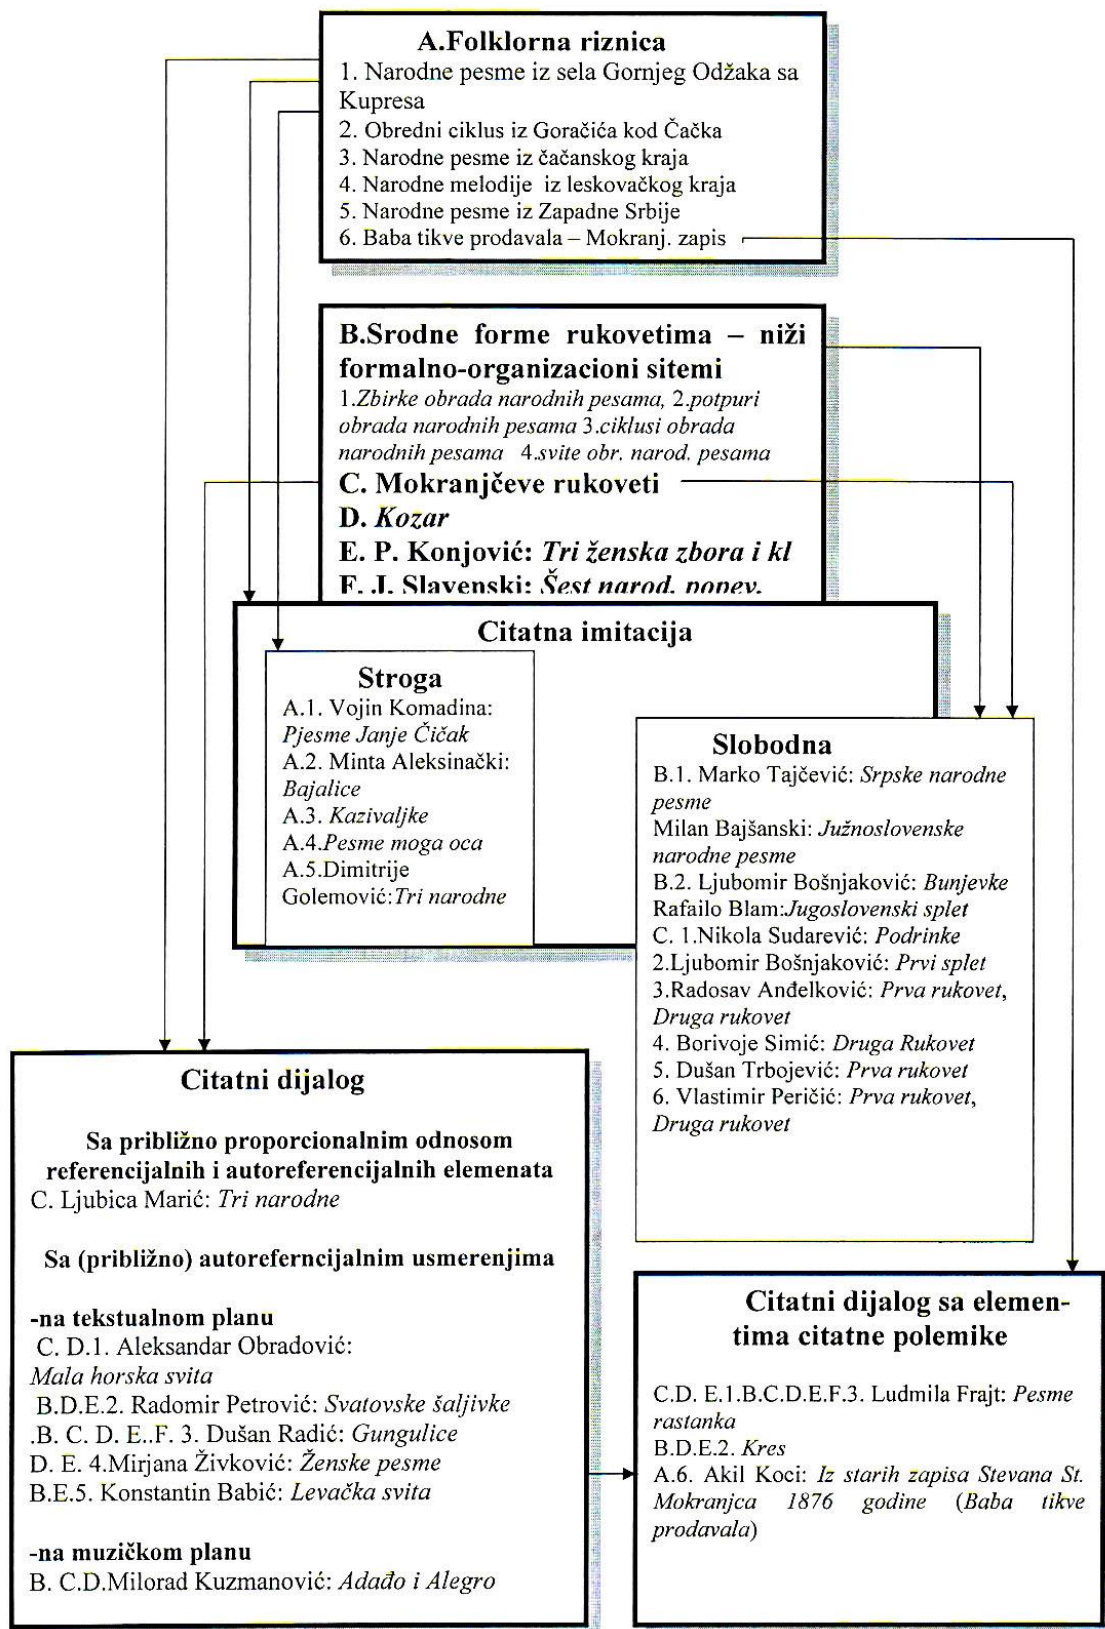 A.Folklorna riznica
1. Narodne pesme iz sela Gornjeg Odžaka sa
Kupresa
2. Obredni ciklus iz Goračića kod Čačka
3. Narodne pesme iz čačanskog kraja
4. Narodne melodije iz leskovačkog kraja
5. Narodne pesme iz Zapadne Srbije
6. Baba tikve prodavala – Mokranj. zapis
B.Srodne forme rukovetima – niži
formalno-organizacioni sitemi
1.Zbirke obrada narodnih pesama, 2.potpuri
obrada narodnih pesama 3.ciklusi obrada
narodnih pesama 4.svite obr. narod. pesama
C. Mokranjčeve rukoveti
D. Kozar
E. P. Konjović: Tri ženska zbora i kl
F. J. Slavenski: Šest narod. popev.
Citatna imitacija
Stroga
A.1. Vojin Komadina:
Pjesme Janje Čičak
A.2. Minta Aleksinački:
Bajalice
A.3. Kazivaljke
A.4.Pesme moga oca
A.5.Dimitrije
Golemović:Tri narodne
Slobodna
B.1. Marko Tajčević: Srpske narodne
pesme
Milan Bajšanski: Južnoslovenske
narodne pesme
B.2. Ljubomir Bošnjaković: Bunjevke
Rafailo Blam:Jugoslovenski splet
C. 1.Nikola Sudarević: Podrinke
2.Ljubomir Bošnjaković: Prvi splet
3.Radosav Anđelković: Prva rukovet,
Druga rukovet
4. Borivoje Simić: Druga Rukovet
5. Dušan Trbojević: Prva rukovet
6. Vlastimir Peričić: Prva rukovet,
Druga rukovet
Citatni dijalog
Sa približno proporcionalnim odnosom
referencijalnih i autoreferencijalnih elemenata
C. Ljubica Marić: Tri narodne
Sa (približno) autoreferncijalnim usmerenjima
-na tekstualnom planu
C. D.1. Aleksandar Obradović:
Mala horska svita
B.D.E.2. Radomir Petrović: Svatovske šaljivke
.B. C. D. E..F. 3. Dušan Radić: Gungulice
D. E. 4.Mirjana Živković: Ženske pesme
B.E.5. Konstantin Babić: Levačka svita
-na muzičkom planu
B. C.D.Milorad Kuzmanović: Adađo i Alegro
Citatni dijalog sa elemen-
tima citatne polemike
C.D. E.1.B.C.D.E.F.3. Ludmila Frajt: Pesme
rastanka
B.D.E.2. Kres
A.6. Akil Koci: Iz starih zapisa Stevana St.
Mokranjca 1876 godine (Baba tikve
prodavala)